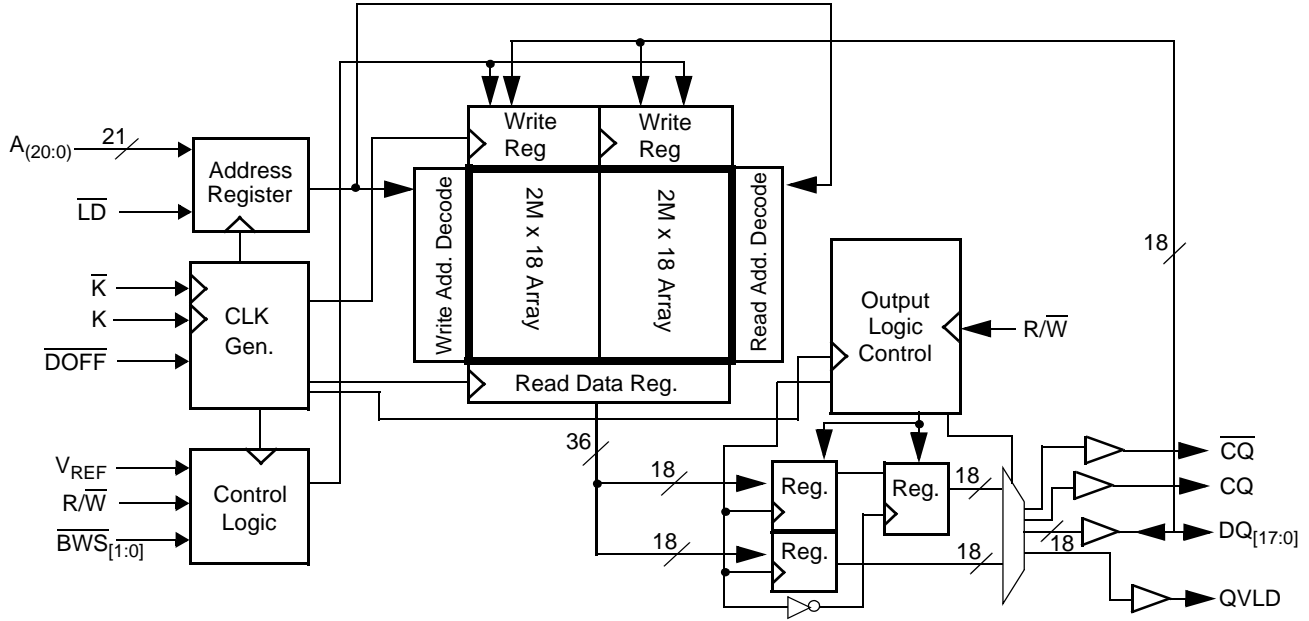 A(20:0)
21
LD
K
K
DOFF
VREF
R/W
BWS[1:0]
Address
Register
CLK
Gen.
Control
Logic
Write
Reg
Write
Reg
Write Add. Decode
2M x 18 Array
2M x 18 Array
Read Add. Decode
Read Data Reg.
Output
Logic
Control
R/W
18
36
18
18
Reg.
Reg.
Reg.
18
18
18
CQ
CQ
DQ[17:0]
QVLD